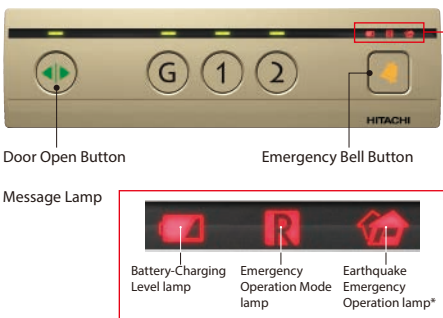 G 1 2
HITACHI
Door Open Button Emergency Bell Button
Message Lamp
R
Battery-Charging Level lamp
Emergency Operation Mode lamp
Earthquake Emergency Operation lamp*